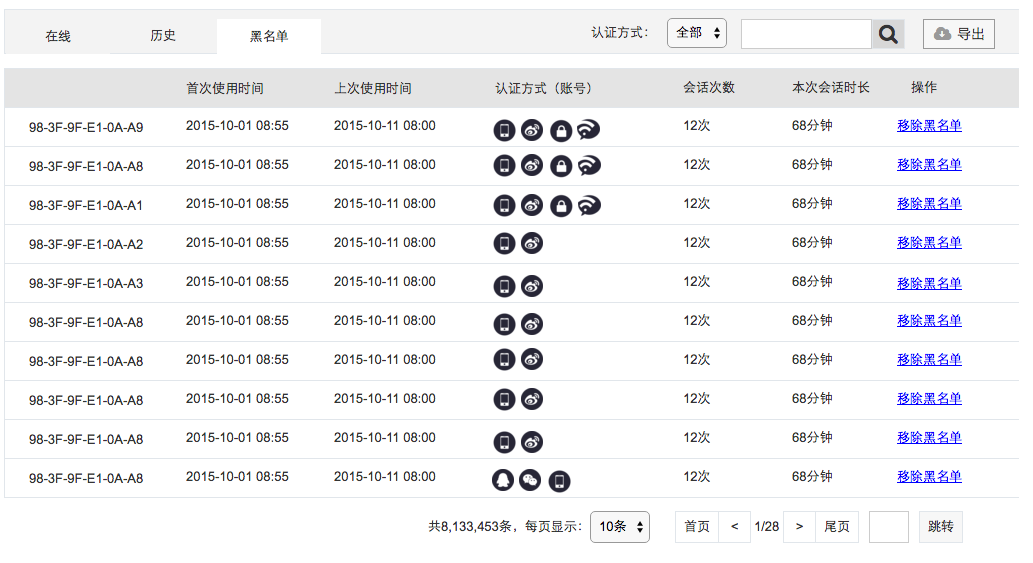 在线 历史 黑名单 认证方式： 全部 导出
首次使用时间 上次使用时间 认证方式（账号） 会话次数 本次会话时长 操作
98-3F-9F-E1-0A-A9 2015-10-01 08:55 2015-10-11 08:00 12次 68分钟 移除黑名单
98-3F-9F-E1-0A-A8 2015-10-01 08:55 2015-10-11 08:00 12次 68分钟 移除黑名单
98-3F-9F-E1-0A-A1 2015-10-01 08:55 2015-10-11 08:00 12次 68分钟 移除黑名单
98-3F-9F-E1-0A-A2 2015-10-01 08:55 2015-10-11 08:00 12次 68分钟 移除黑名单
98-3F-9F-E1-0A-A3 2015-10-01 08:55 2015-10-11 08:00 12次 68分钟 移除黑名单
98-3F-9F-E1-0A-A8 2015-10-01 08:55 2015-10-11 08:00 12次 68分钟 移除黑名单
98-3F-9F-E1-0A-A8 2015-10-01 08:55 2015-10-11 08:00 12次 68分钟 移除黑名单
98-3F-9F-E1-0A-A8 2015-10-01 08:55 2015-10-11 08:00 12次 68分钟 移除黑名单
98-3F-9F-E1-0A-A8 2015-10-01 08:55 2015-10-11 08:00 12次 68分钟 移除黑名单
98-3F-9F-E1-0A-A8 2015-10-01 08:55 2015-10-11 08:00 12次 68分钟 移除黑名单
共8,133,453条，每页显示： 10条 首页 < 1/28 > 尾页 跳转